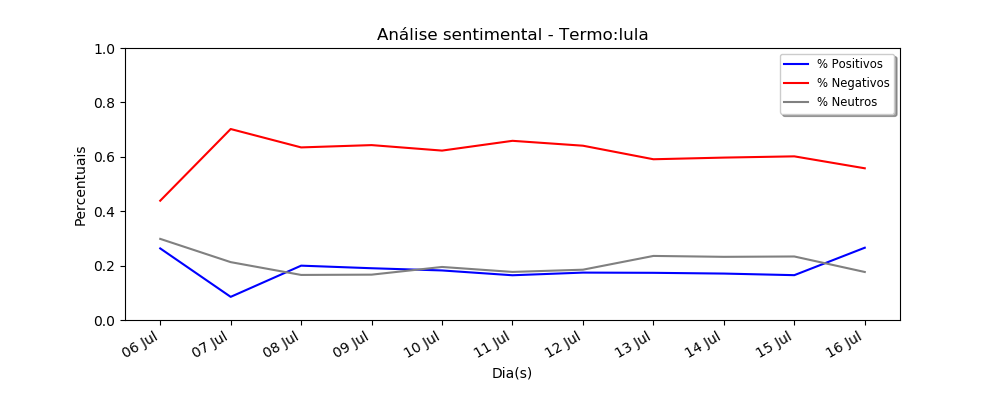 Análise sentimental - Termo:lula
% Positivos
% Negativos
% Neutros
Percentuais
1.0
0.8
0.6
0.4
0.2
0.0
06 Jul
07 Jul
08 Jul
09 Jul
10 Jul
11 Jul
12 Jul
13 Jul
14 Jul
15 Jul
16 Jul
Dia(s)